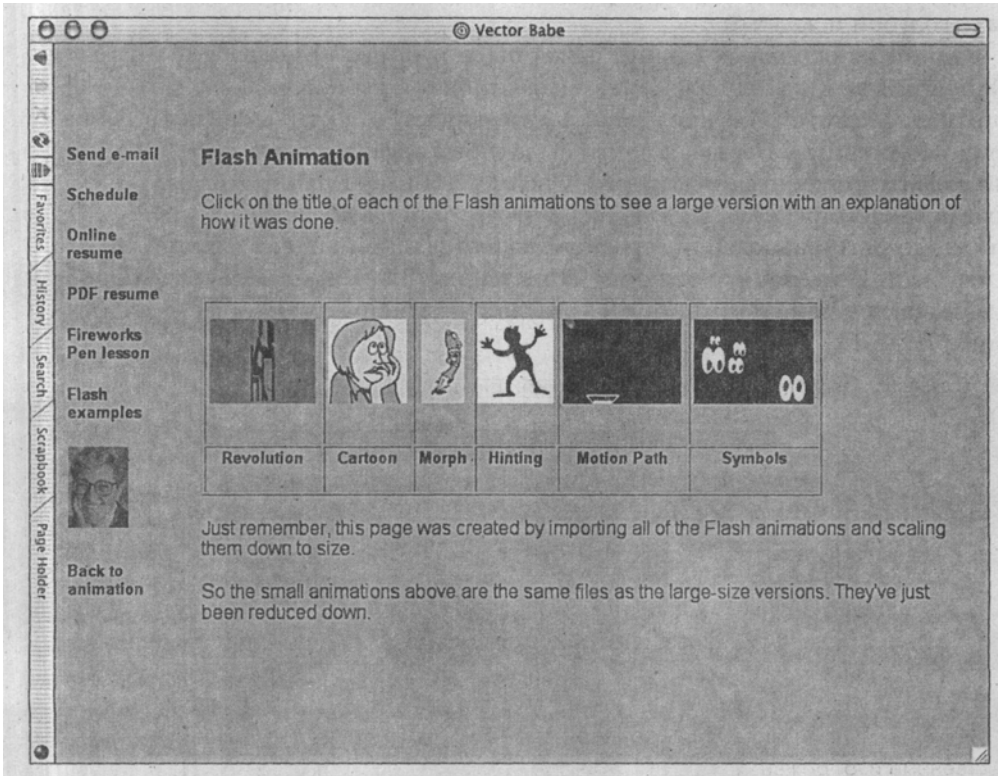 Vector Babe
Favorites
History
Search
Scrapbook
Page Holder
Send e-mail
Schedule
Online
resume
PDF resume
Fireworks
Pen lesson
Flash
examples
Back to
animation
Flash Animation
Click on the title of each of the Flash animations to see a large version with an explanation of
how it was done.
Revolution Cartoon Morph Hinting Motion Path Symbols
Just remember, this page was created by importing all of the Flash animations and scaling
them down to size.
So the small animations above are the same files as the large-size versions. They've just
been reduced down.